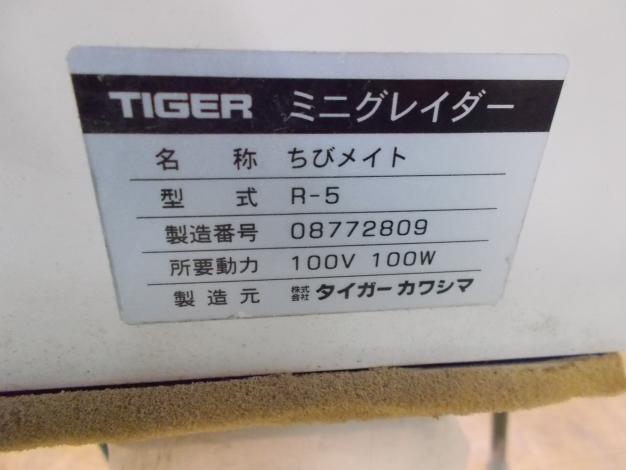 TIGER ミニグレイダー
名称 ちびメイト
型式 R-5
製造番号 08772809
所要動力 100V 100W
製造元 株式会社 タイガーカワシマ